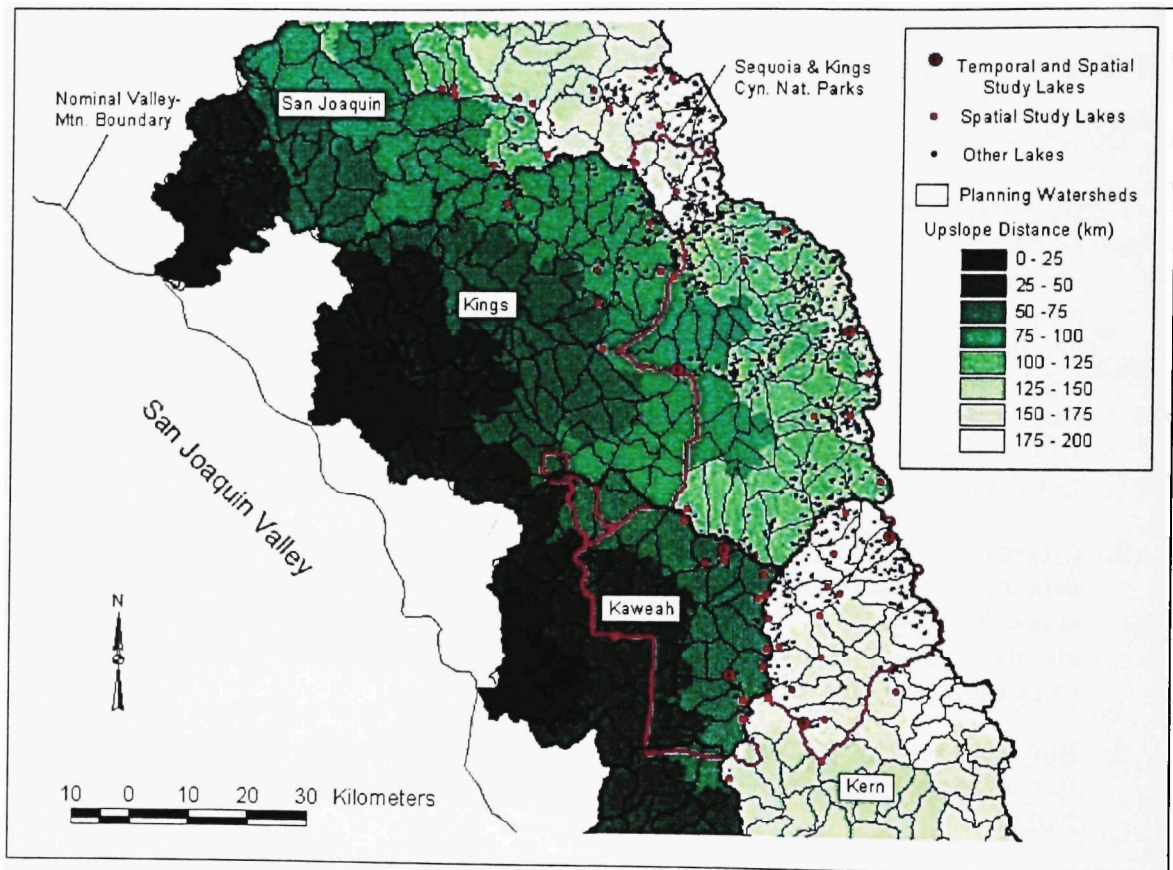 Nominal Valley-
Mtn. Boundary
San Joaquin
Sequoia & Kings
Cyn. Nat. Parks
Kings
San Joaquin Valley
Kaweah
Kern
N
10 0 10 20 30 Kilometers
Temporal and Spatial
Study Lakes
Spatial Study Lakes
Other Lakes
Planning Watersheds
Upslope Distance (km)
0 - 25
25 - 50
50 -75
75 - 100
100 - 125
125 - 150
150 - 175
175 - 200